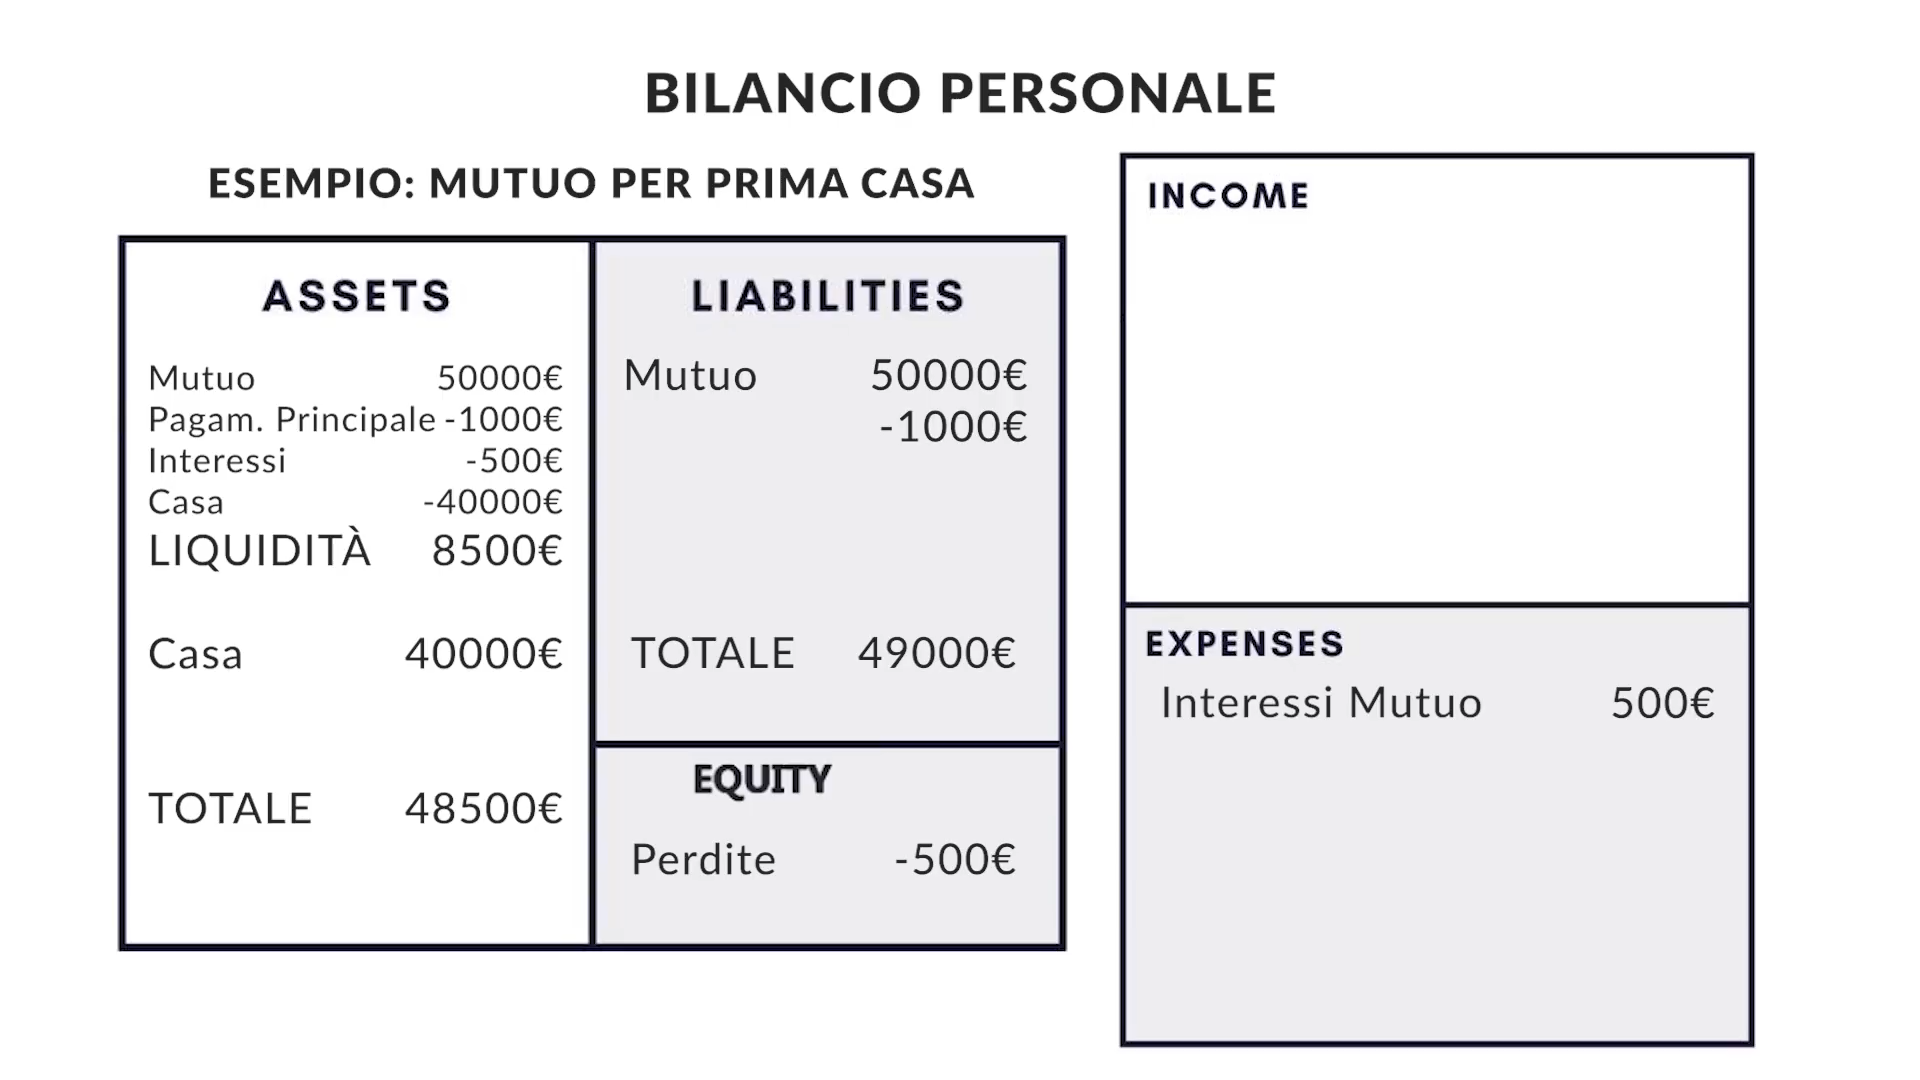 BILANCIO PERSONALE
ESEMPIO: MUTUO PER PRIMA CASA
ASSETS
Mutuo 50000€
Pagam. Principale -1000€
Interessi -500€
Casa -40000€
LIQUIDITÀ 8500€
Casa 40000€
TOTALE 48500€
LIABILITIES
Mutuo 50000€
-1000€
TOTALE 49000€
EQUITY
Perdite -500€
INCOME
EXPENSES
Interessi Mutuo 500€